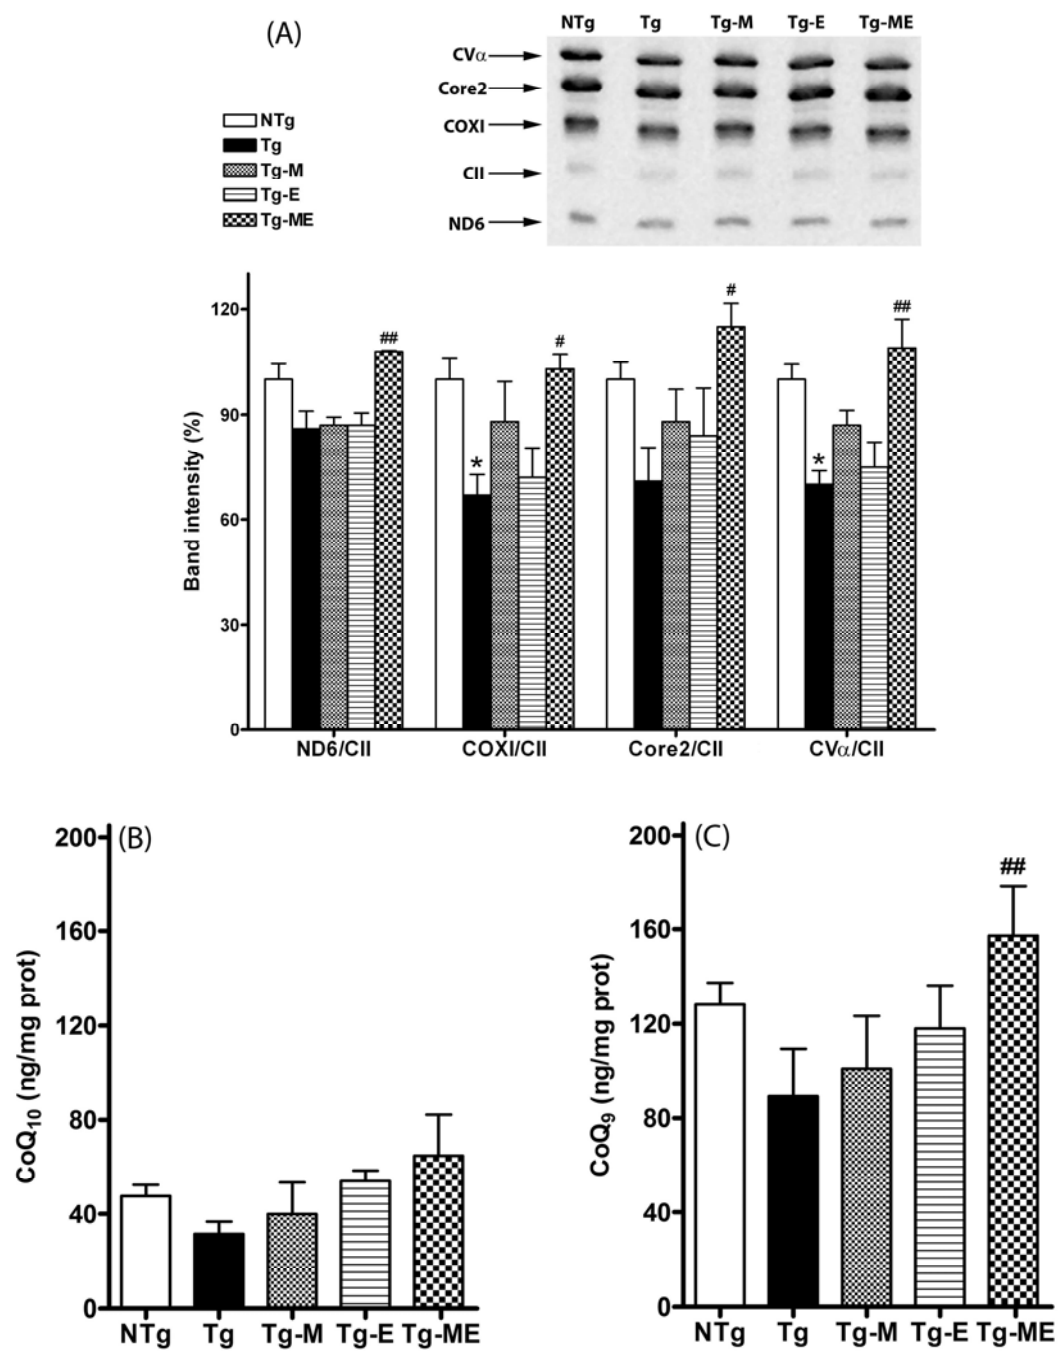 (A)
NTg Tg Tg-M Tg-E Tg-ME
CVα
Core2
COXI
CII
ND6
NTg
Tg
Tg-M
Tg-E
Tg-ME
Band intensity (%)
120
90
60
30
0
##
*
#
#
*
##
ND6/CII COXI/CII Core2/CII CVα/CII
(B)
CoQ10 (ng/mg prot)
200
160
120
80
40
0
NTg Tg Tg-M Tg-E Tg-ME
(C)
CoQ9 (ng/mg prot)
200
160
120
80
40
0
##
NTg Tg Tg-M Tg-E Tg-ME